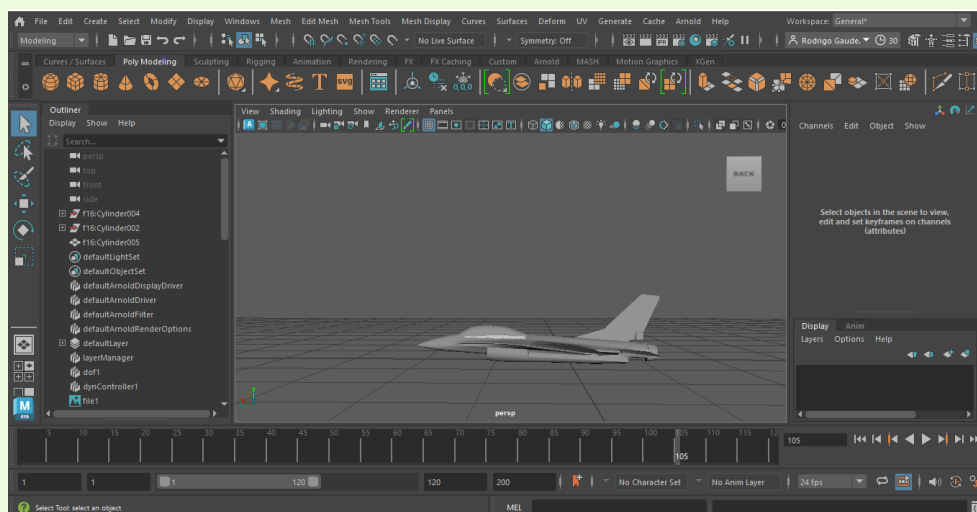 File Edit Create Select Modify Display Windows Mesh Edit Mesh Mesh Tools Mesh Display Curves Surfaces Deform UV Generate Cache Arnold Help Workspace: General*
Modeling No Live Surface Symmetry: Off Rodrigo Gaude. 30
Curves / Surfaces Poly Modeling Sculpting Rigging Animation Rendering FX FX Caching Custom Arnold MASH Motion Graphics XGen
SVG 0,0,0
Outliner
Display Show Help
Search...
persp
top
front
side
f16:Cylinder004
f16:Cylinder002
f16:Cylinder005
defaultLightSet
defaultObjectSet
defaultArnoldDisplayDriver
defaultArnoldDriver
defaultArnoldFilter
defaultArnoldRenderOptions
defaultLayer
layerManager
dof1
dynController1
file1
View Shading Lighting Show Renderer Panels
BACK
persp
Channels Edit Object Show
Select objects in the scene to view,
edit and set keyframes on channels
(attributes)
Display Anim
Layers Options Help
M
5 10 15 20 25 30 35 40 45 50 55 60 65 70 75 80 85 90 95 100 105 110 115 12
105
105
1 1 1 120 120 200 No Character Set No Anim Layer 24 fps
Select Tool: select an object MEL